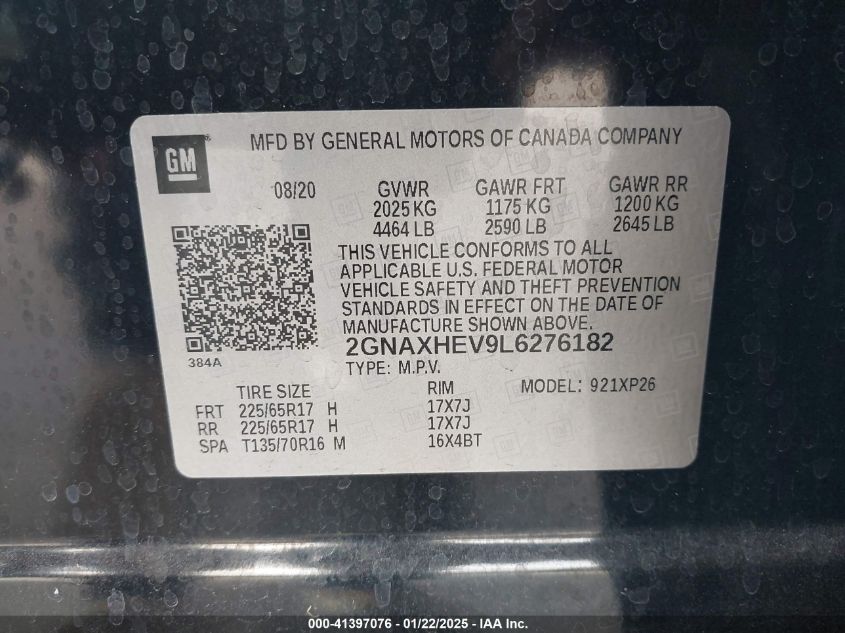 GM
MFD BY GENERAL MOTORS OF CANADA COMPANY
08/20 GVWR GAWR FRT GAWR RR
2025 KG 1175 KG 1200 KG
4464 LB 2590 LB 2645 LB
THIS VEHICLE CONFORMS TO ALL
APPLICABLE U.S. FEDERAL MOTOR
VEHICLE SAFETY AND THEFT PREVENTION
STANDARDS IN EFFECT ON THE DATE OF
MANUFACTURE SHOWN ABOVE.
384A
2GNAXHEV9L6276182
TYPE: M.P.V.
TIRE SIZE RIM MODEL: 921XP26
FRT 225/65R17 H 17X7J
RR 225/65R17 H 17X7J
SPA T135/70R16 M 16X4BT
000-41397076 - 01/22/2025 - IAA Inc.